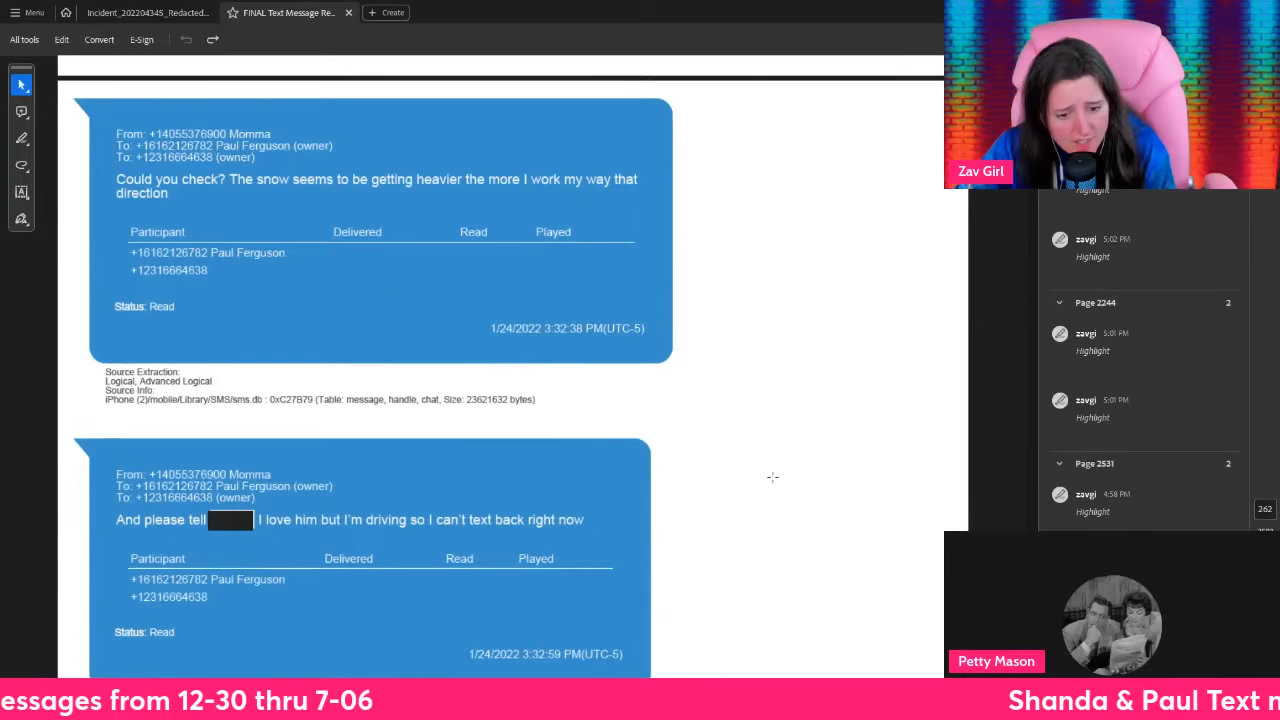 Menu
Incident_202204345_Redacted...
FINAL Text Message Re...
Create
All tools
Edit
Convert
E-Sign
From: +14055376900 Momma
To: +16162126782 Paul Ferguson (owner)
To: +12316664638 (owner)
Could you check? The snow seems to be getting heavier the more I work my way that
direction
Participant Delivered Read Played
+16162126782 Paul Ferguson
+12316664638
Status: Read
1/24/2022 3:32:38 PM(UTC-5)
Source Extraction:
Logical, Advanced Logical
Source Info:
iPhone (2)/mobile/Library/SMS/sms.db : 0xC27B79 (Table: message, handle, chat, Size: 23621632 bytes)
From: +14055376900 Momma
To: +16162126782 Paul Ferguson (owner)
To: +12316664638 (owner)
And please tell I love him but I'm driving so I can't text back right now
Participant Delivered Read Played
+16162126782 Paul Ferguson
+12316664638
Status: Read
1/24/2022 3:32:59 PM(UTC-5)
Zav Girl
Highlight
zavgi 5:02 PM
Highlight
Page 2244 2
zavgi 5:01 PM
Highlight
zavgi 5:01 PM
Highlight
Page 2531 2
zavgi 4:58 PM
Highlight
262
Petty Mason
essages from 12-30 thru 7-06
Shanda & Paul Text m